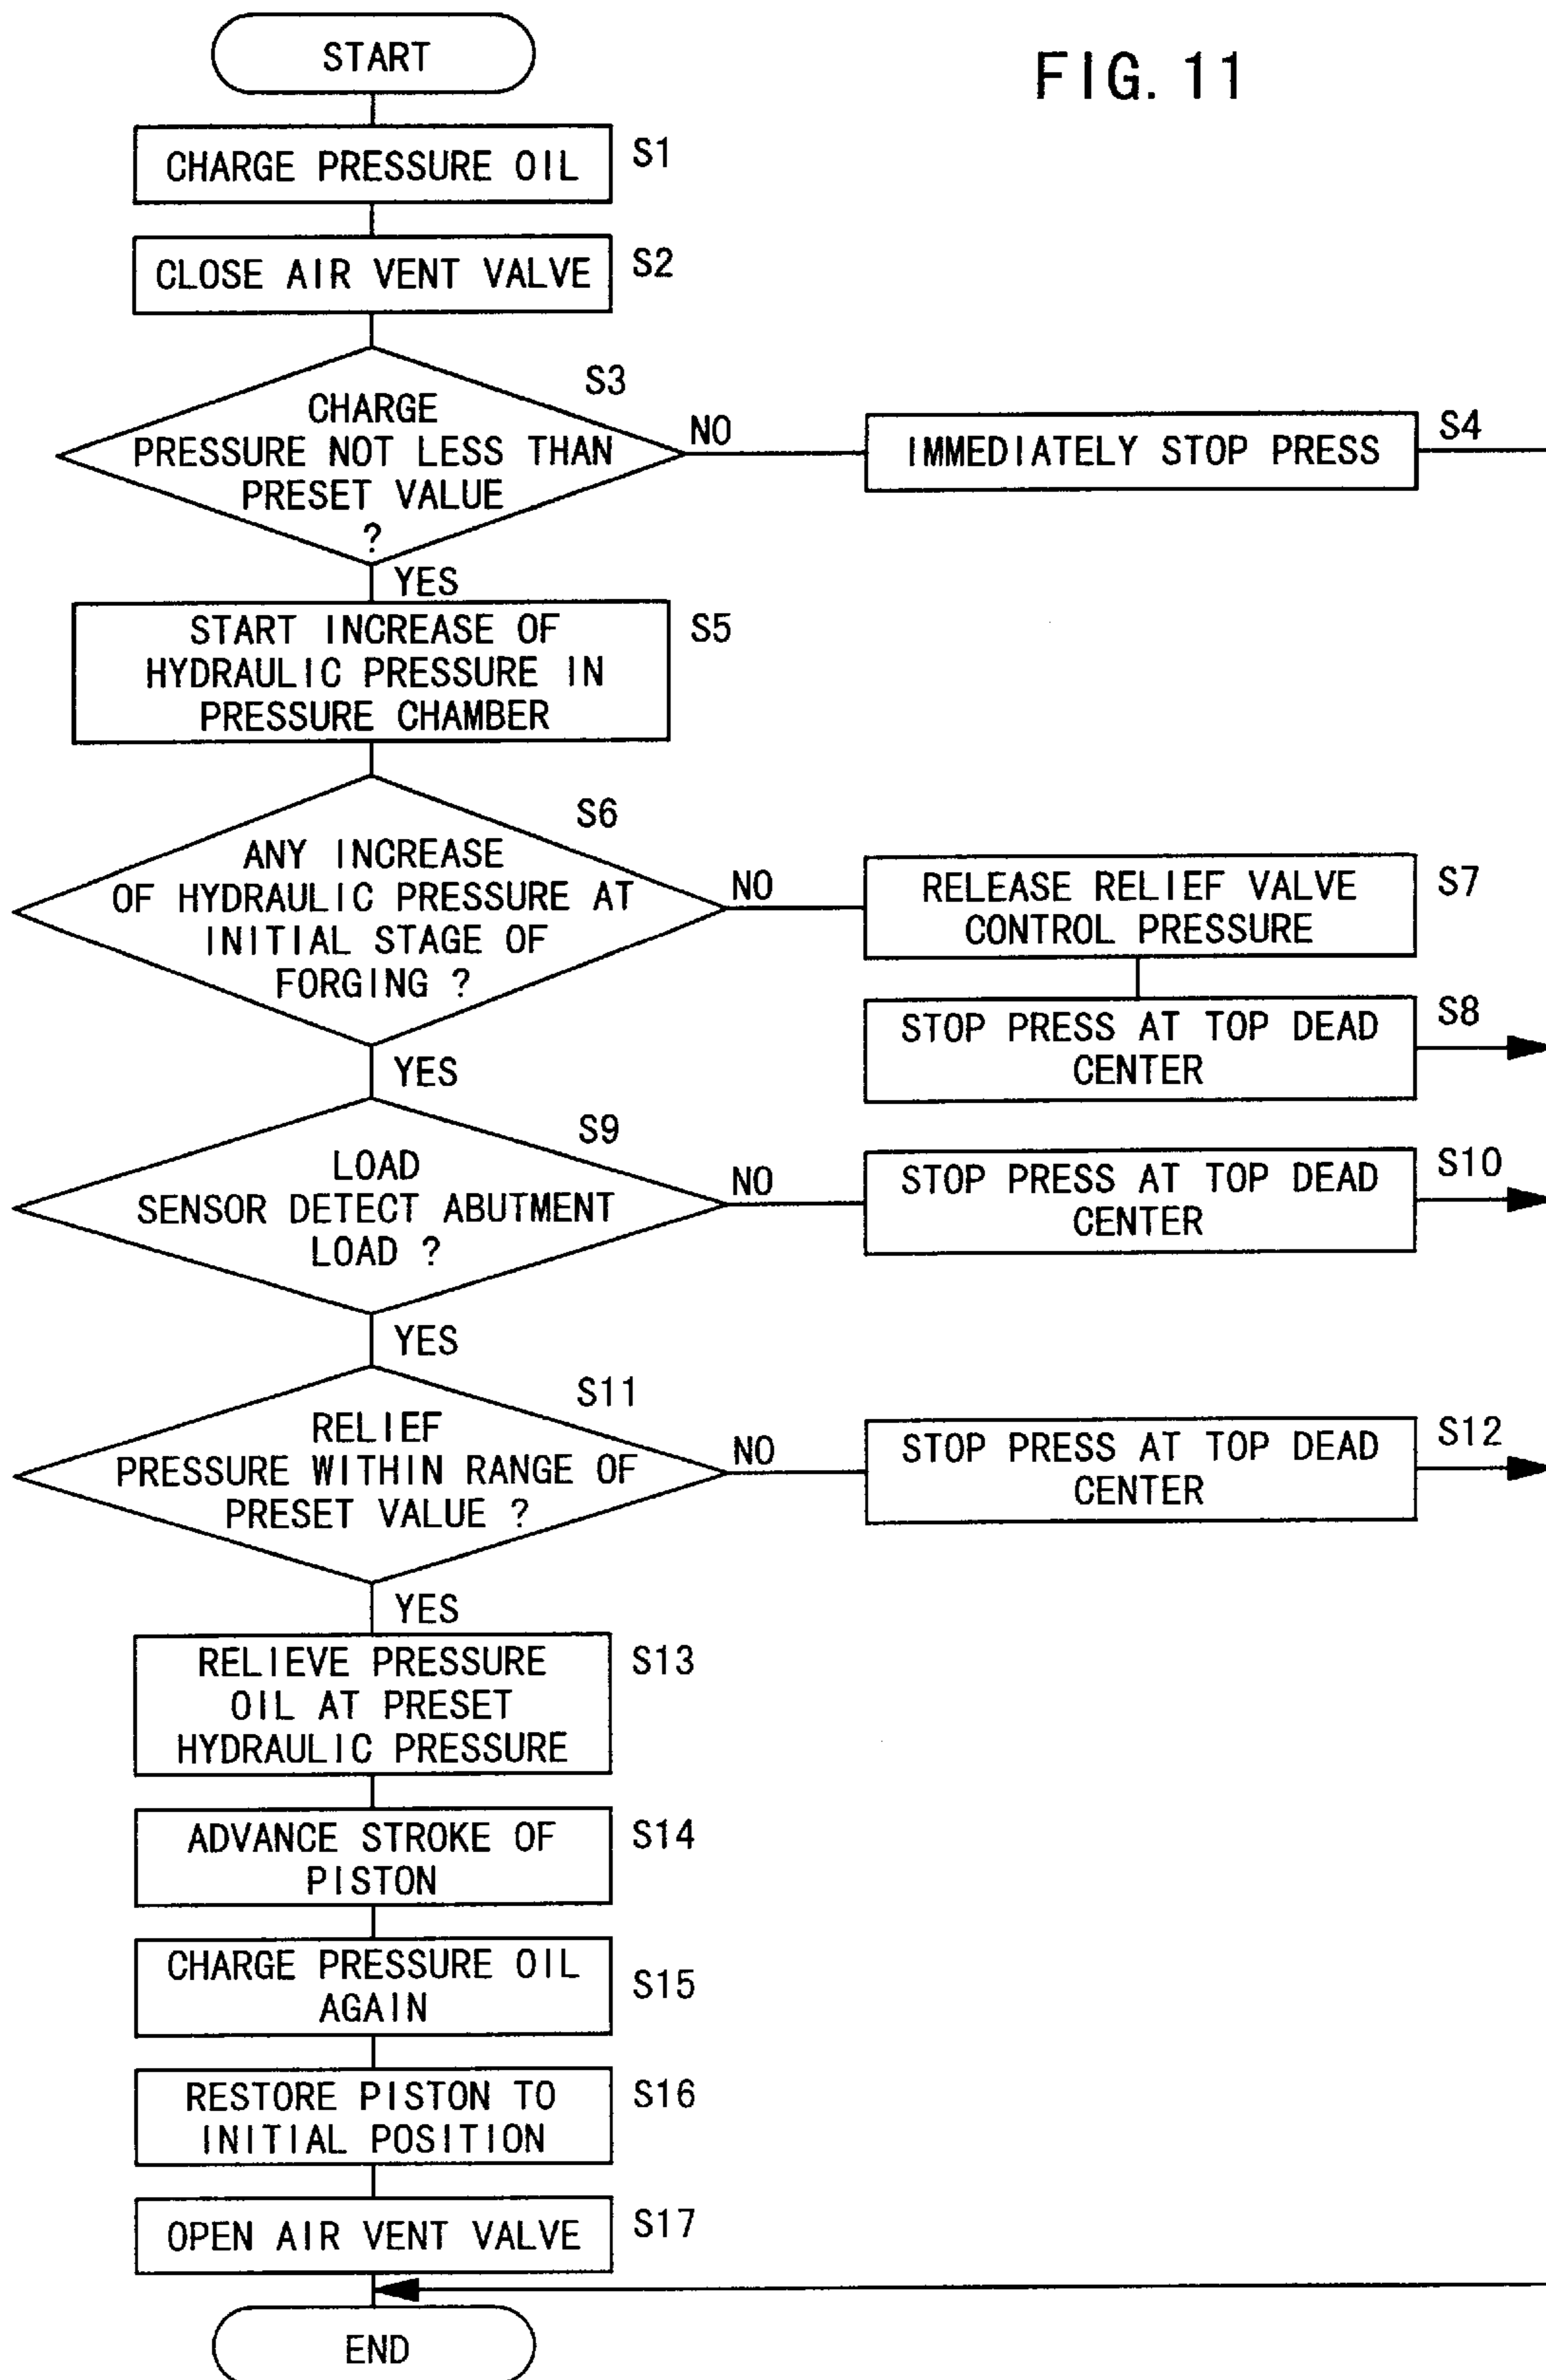 START
FIG. 11
CHARGE PRESSURE OIL
S1
CLOSE AIR VENT VALVE
S2
S3
CHARGE
PRESSURE NOT LESS THAN
PRESET VALUE
?
NO
IMMEDIATELY STOP PRESS
S4
YES
START INCREASE OF
HYDRAULIC PRESSURE IN
PRESSURE CHAMBER
S5
S6
ANY INCREASE
OF HYDRAULIC PRESSURE AT
INITIAL STAGE OF
FORGING ?
NO
RELEASE RELIEF VALVE
CONTROL PRESSURE
S7
STOP PRESS AT TOP DEAD
CENTER
S8
YES
S9
LOAD
SENSOR DETECT ABUTMENT
LOAD ?
NO
STOP PRESS AT TOP DEAD
CENTER
S10
YES
S11
RELIEF
PRESSURE WITHIN RANGE OF
PRESET VALUE ?
NO
STOP PRESS AT TOP DEAD
CENTER
S12
YES
RELIEVE PRESSURE
OIL AT PRESET
HYDRAULIC PRESSURE
S13
ADVANCE STROKE OF
PISTON
S14
CHARGE PRESSURE OIL
AGAIN
S15
RESTORE PISTON TO
INITIAL POSITION
S16
OPEN AIR VENT VALVE
S17
END